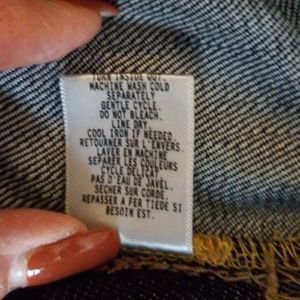 TURN INSIDE OUT.
MACHINE WASH COLD
SEPARATELY
GENTLE CYCLE.
DO NOT BLEACH.
LINE DRY
COOL IRON IF NEEDED.
RETOURNER SUR L'ENVERS.
LAVER EN MACHINE
SEPARER LES COULEURS
CYCLE DELICAT
PAS D'EAU DE JAVEL.
SECHER SUR CORDE.
REPASSER A FER TIEDE SI
BESOIN EST.